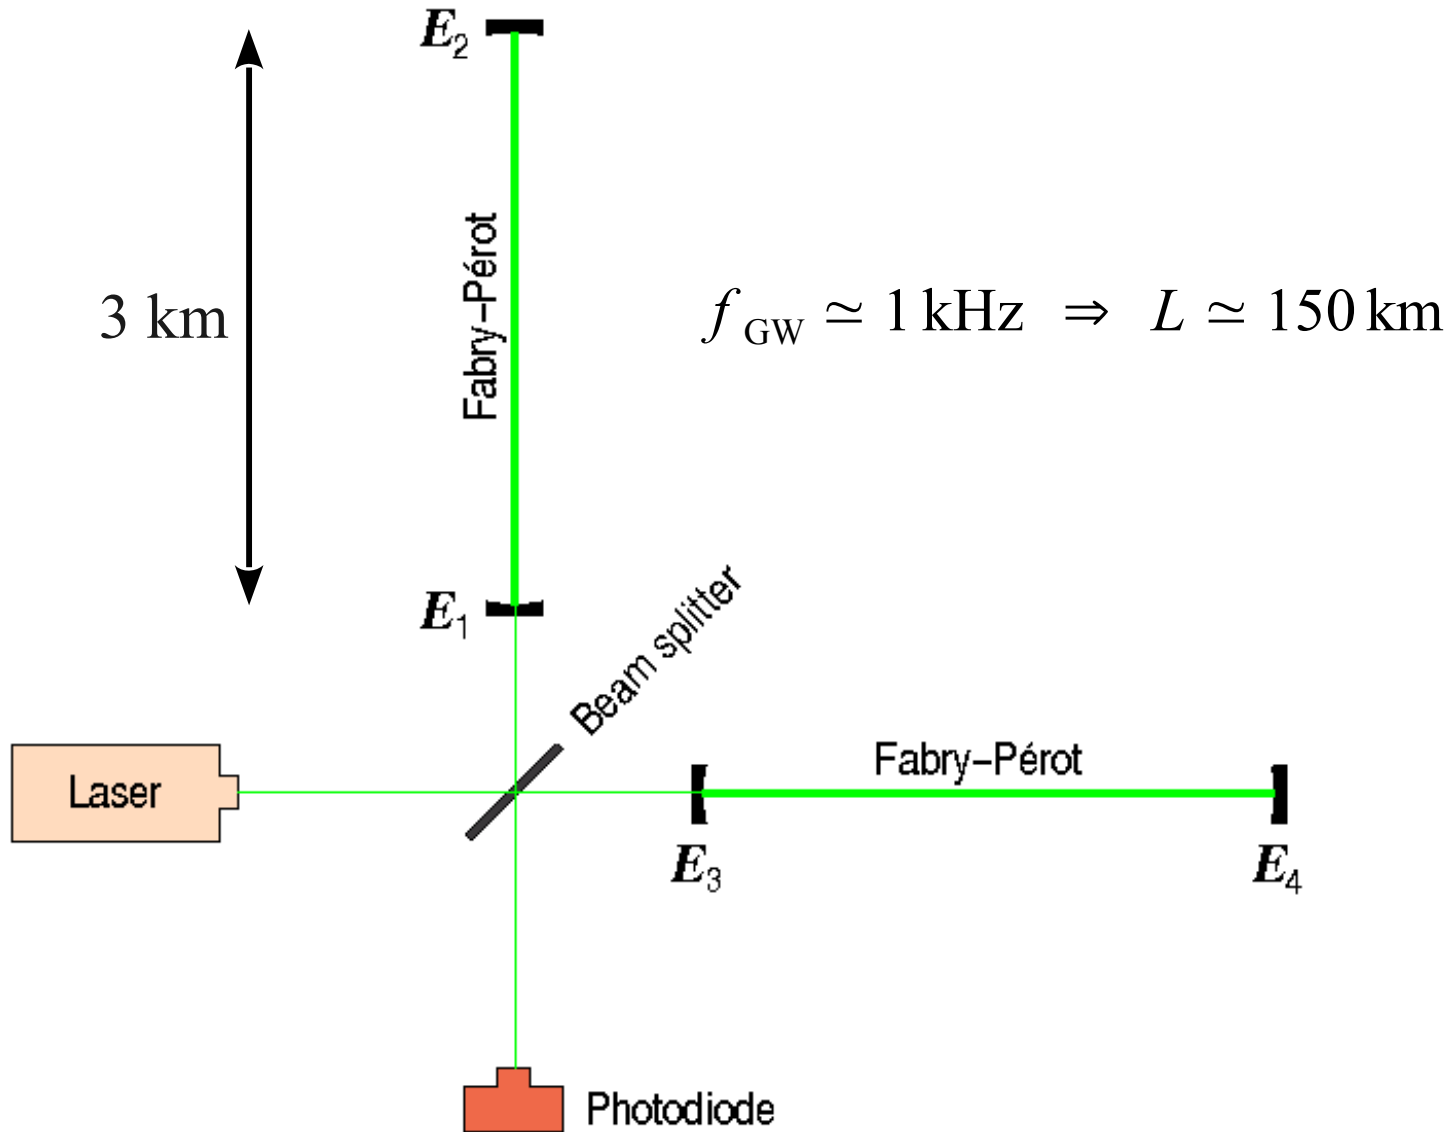 E₂
Fabry–Pérot
3 km
f GW ≃ 1 kHz ⇒ L ≃ 150 km
E₁
Beam splitter
Laser
Fabry–Pérot
E₃
E₄
Photodiode